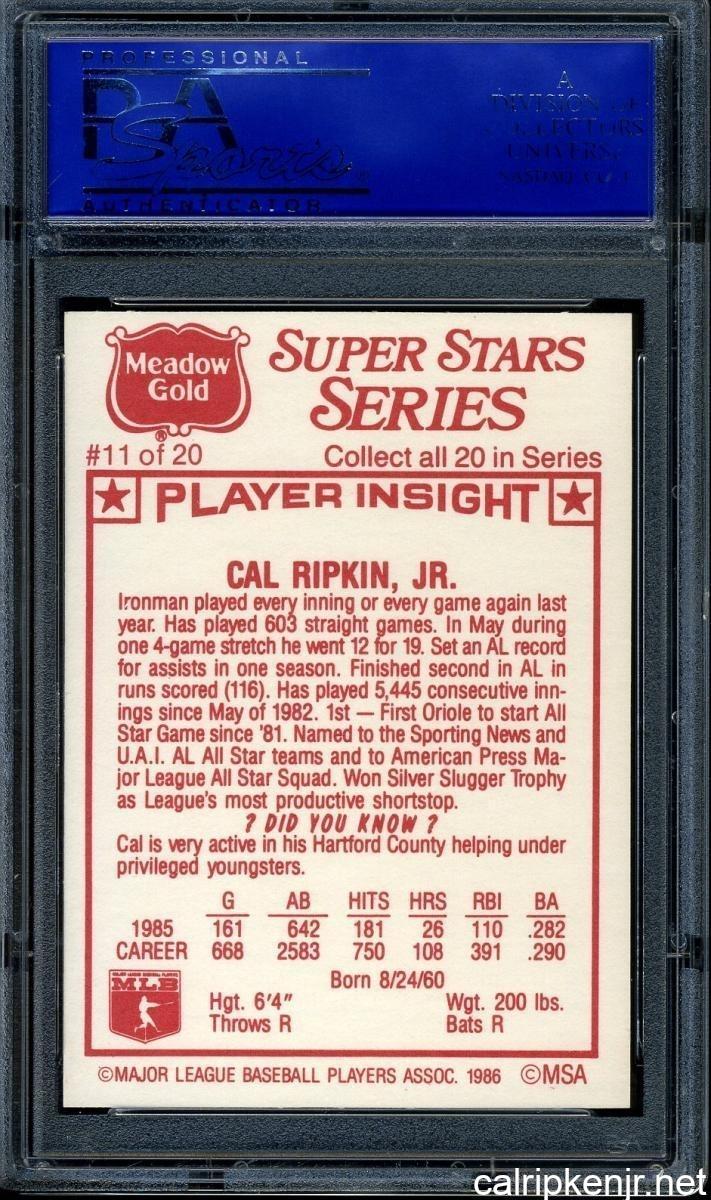 PROFESSIONAL
PSA
Sports®
AUTHENTICATOR
A
DIVISION OF
COLLECTORS
UNIVERSE
Meadow
Gold®
SUPER STARS
SERIES
#11 of 20 Collect all 20 in Series
PLAYER INSIGHT
CAL RIPKIN, JR.
Ironman played every inning or every game again last
year. Has played 603 straight games. In May during
one 4-game stretch he went 12 for 19. Set an AL record
for assists in one season. Finished second in AL in
runs scored (116). Has played 5,445 consecutive inn-
ings since May of 1982. 1st — First Oriole to start All
Star Game since '81. Named to the Sporting News and
U.A.I. AL All Star teams and to American Press Ma-
jor League All Star Squad. Won Silver Slugger Trophy
as League's most productive shortstop.
? DID YOU KNOW ?
Cal is very active in his Hartford County helping under
privileged youngsters.
G AB HITS HRS RBI BA
1985 161 642 181 26 110 .282
CAREER 668 2583 750 108 391 .290
Born 8/24/60
MLB
Hgt. 6'4" Wgt. 200 lbs.
Throws R Bats R
©MAJOR LEAGUE BASEBALL PLAYERS ASSOC. 1986 ©MSA
calripkenjr.net